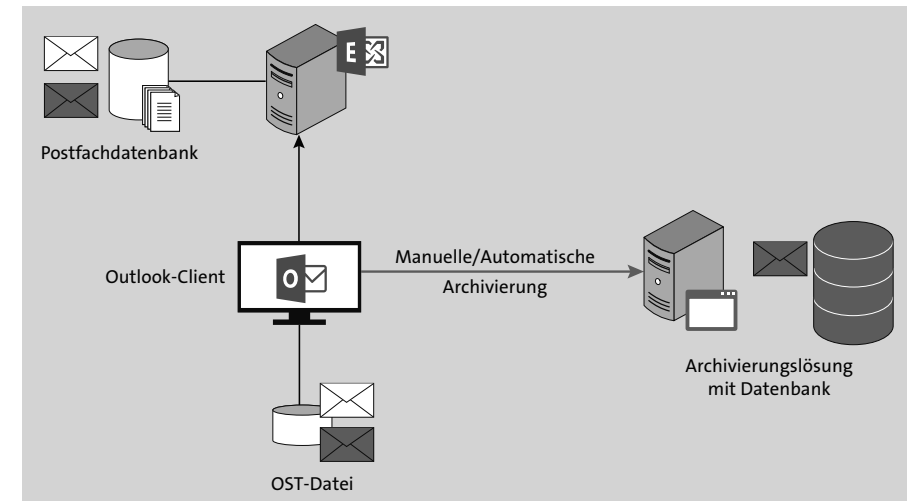 E
Postfachdatenbank
Outlook-Client
O
Manuelle/Automatische
Archivierung
Archivierungslösung
mit Datenbank
OST-Datei